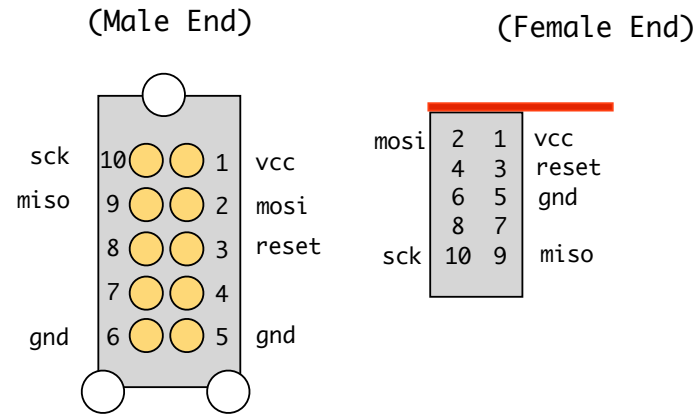 (Male End)
(Female End)
sck 10 1 vcc
miso 9 2 mosi
8 3 reset
7 4
gnd 6 5 gnd
mosi 2 1 vcc
4 3 reset
6 5 gnd
8 7
sck 10 9 miso